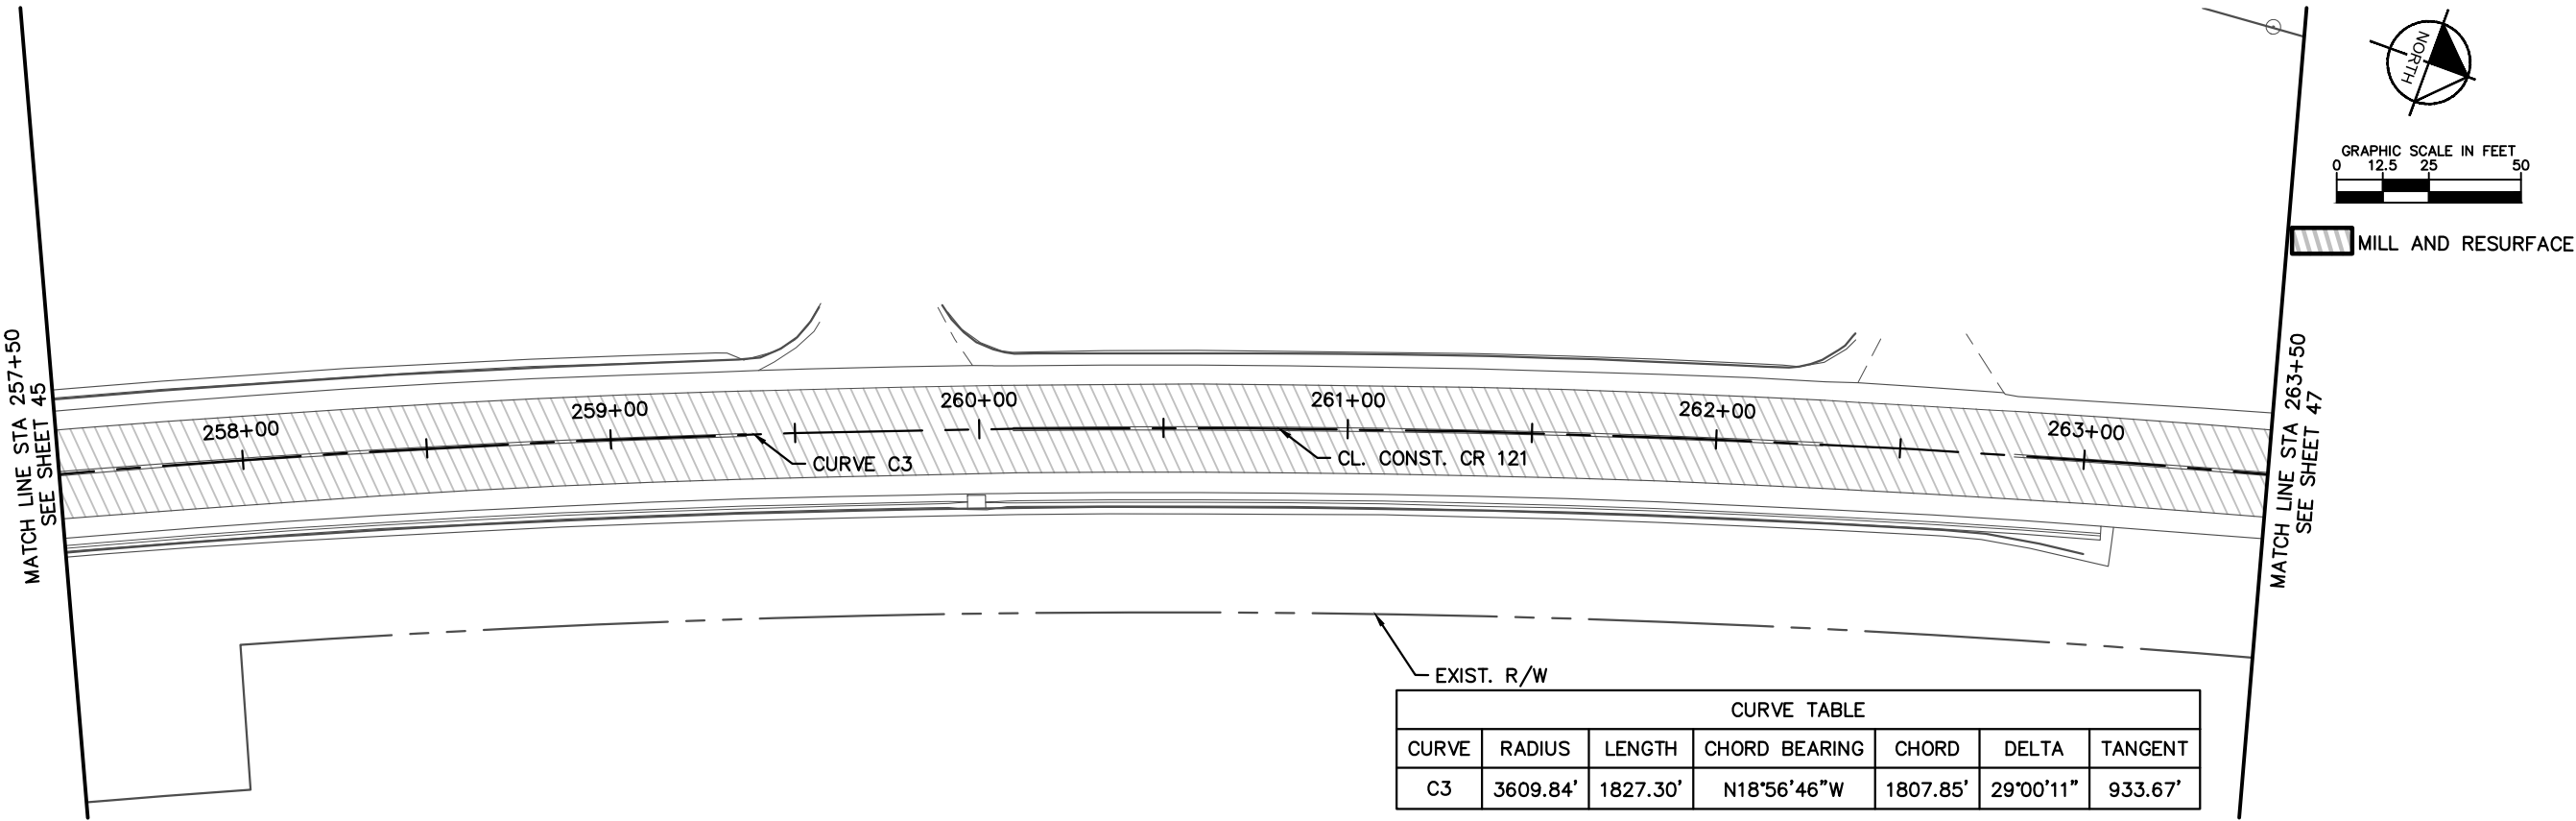 NORTH
GRAPHIC SCALE IN FEET
0 12.5 25 50
MILL AND RESURFACE
MATCH LINE STA 257+50
SEE SHEET 45
258+00
259+00
260+00
261+00
262+00
263+00
CURVE C3
CL. CONST. CR 121
MATCH LINE STA 263+50
SEE SHEET 47
EXIST. R/W
CURVE TABLE
CURVE RADIUS LENGTH CHORD BEARING CHORD DELTA TANGENT
C3 3609.84' 1827.30' N18°56'46"W 1807.85' 29°00'11" 933.67'